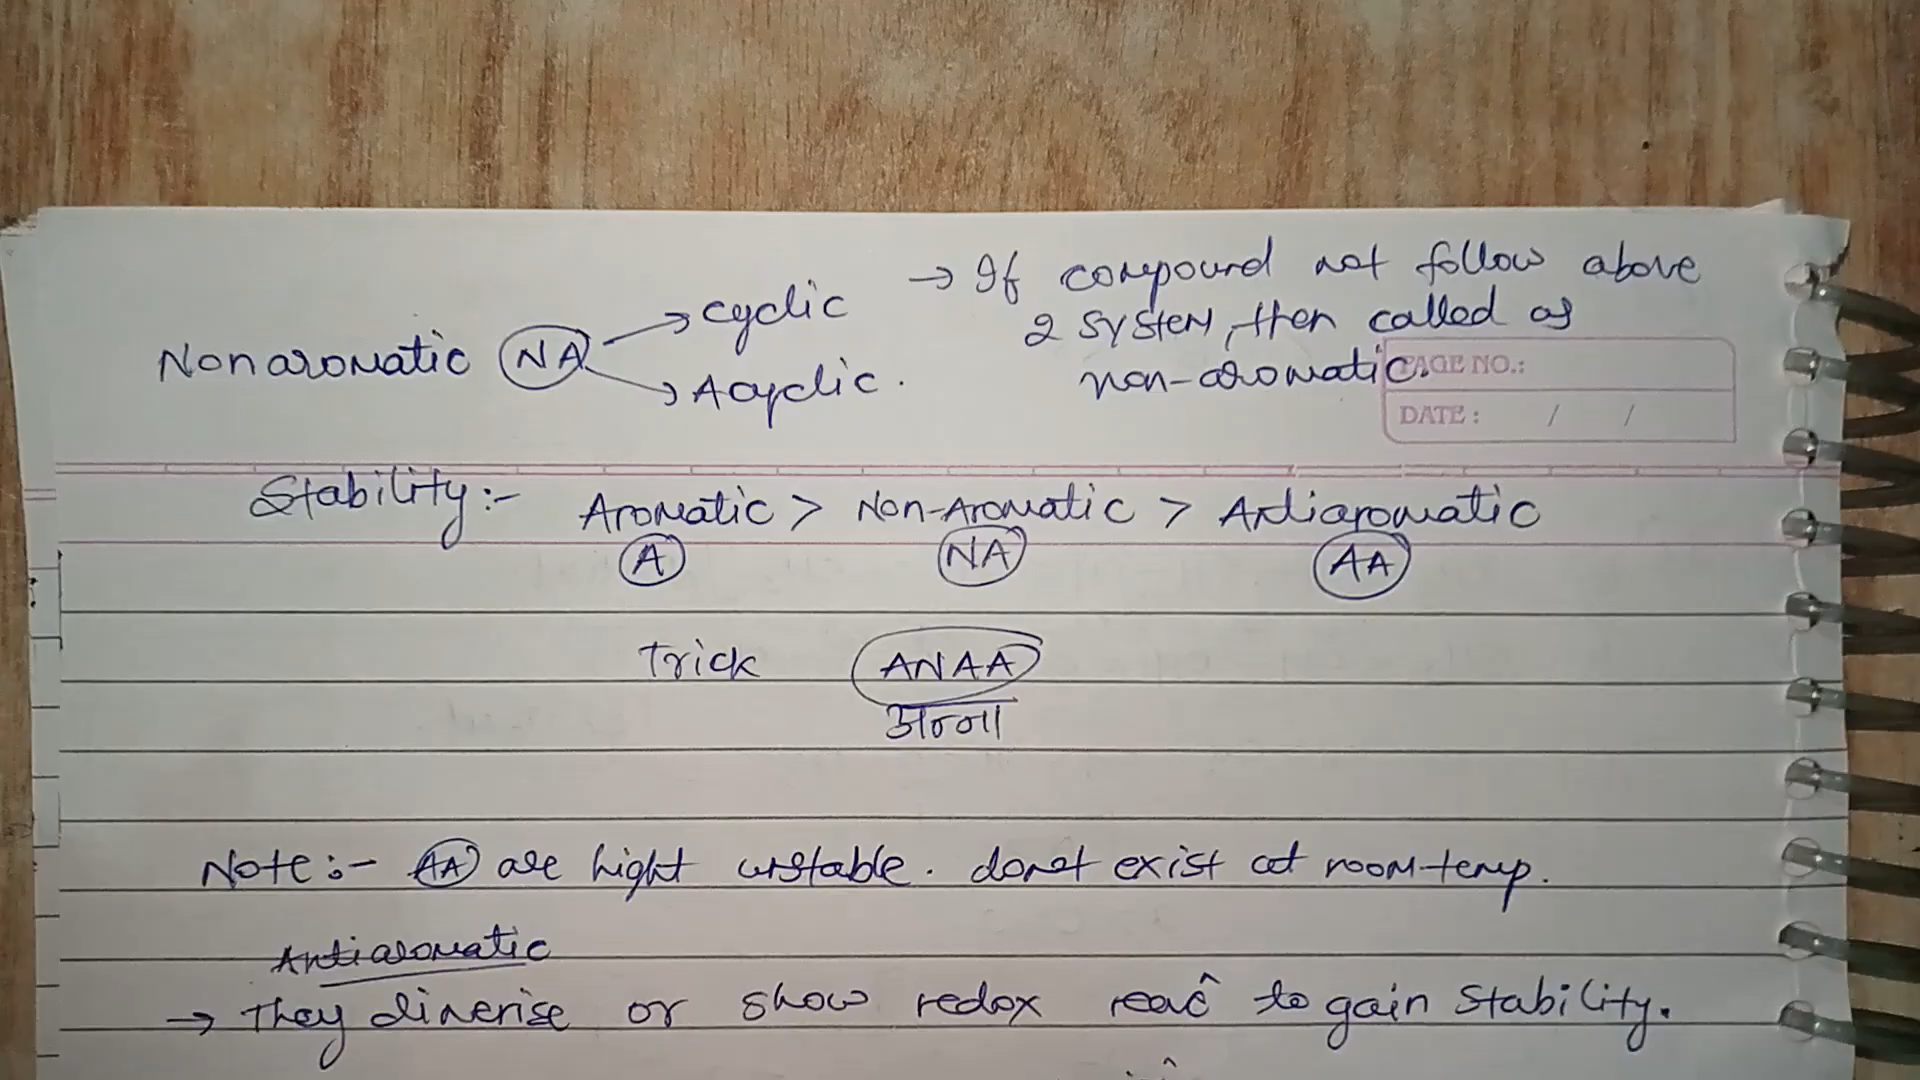 Nonaromatic NA → cyclic
→ Acyclic.
→ If compound not follow above
2 system, then called as
non-aromatic.
PAGE NO.:
DATE : / /
Stability:- Aromatic > Non-Aromatic > Antiaromatic
A NA AA
Trick ANAA
अन्ना
Note:- AA are hight unstable. donot exist at room temp.
Antiaromatic
→ They dimerise or show redox reac^ to gain Stability.